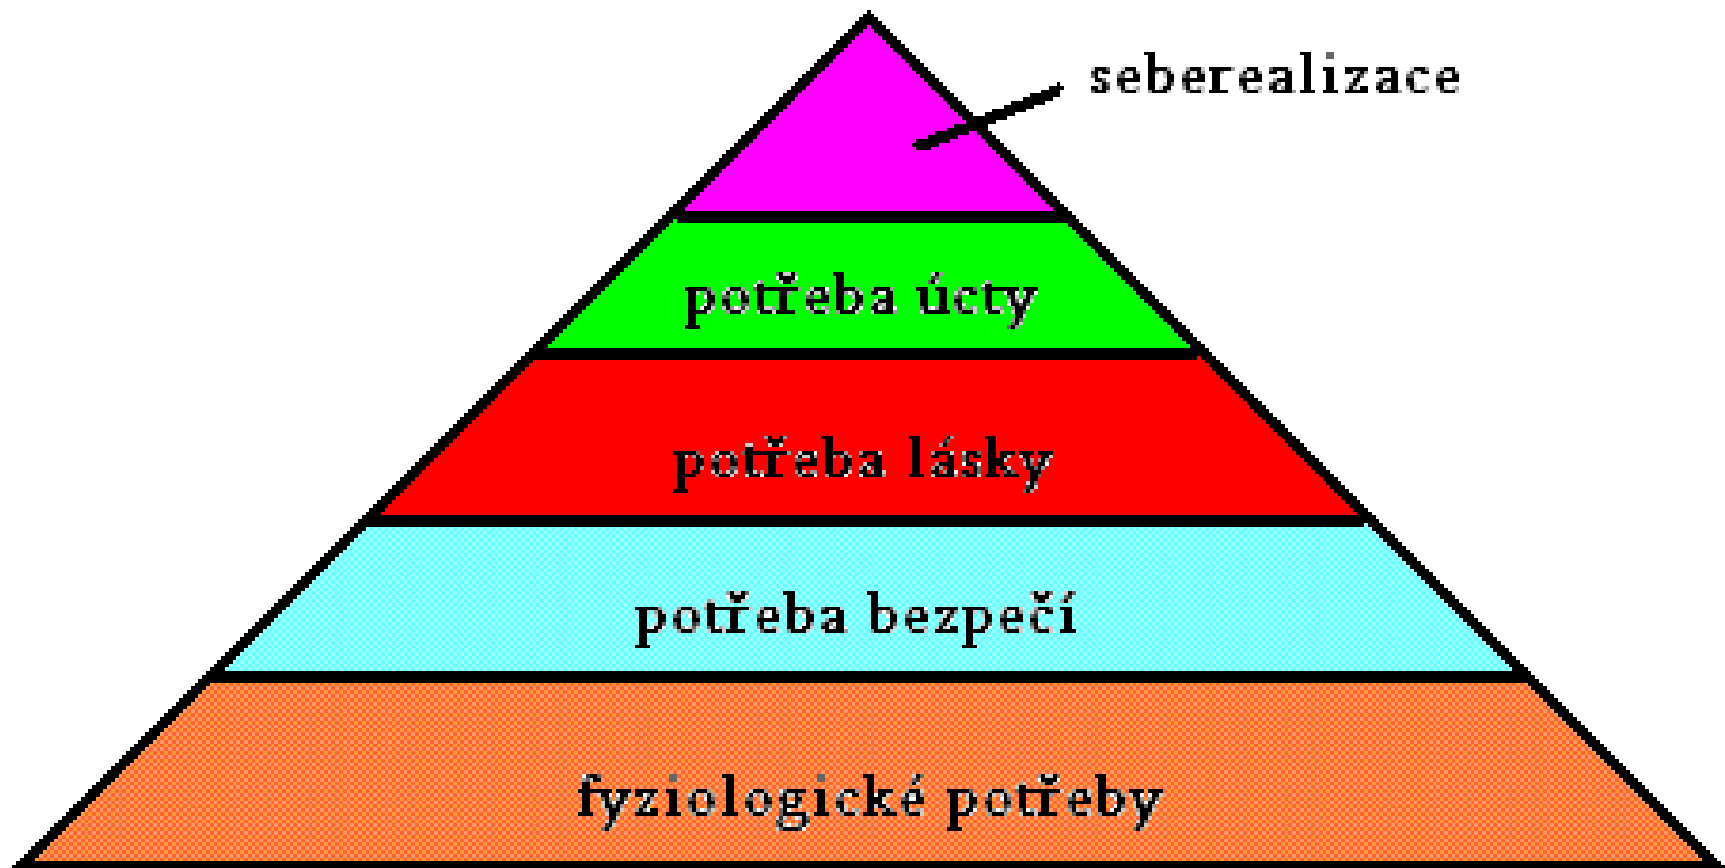 seberealizace
potřeba úcty
potřeba lásky
potřeba bezpečí
fyziologické potřeby